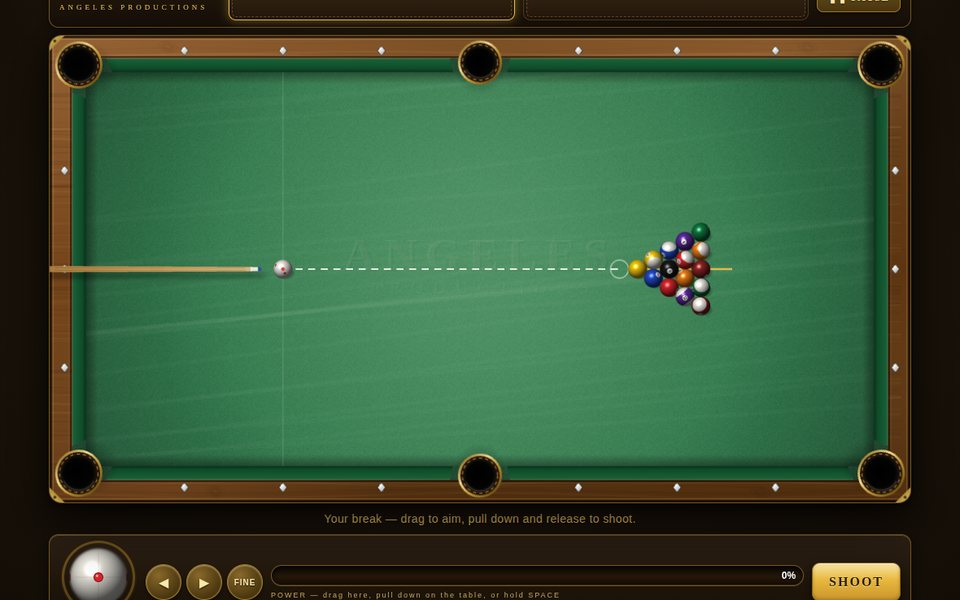 ANGELES PRODUCTIONS
ANGELES
Your break — drag to aim, pull down and release to shoot.
◀ ▶ FINE
0%
SHOOT
POWER — drag here, pull down on the table, or hold SPACE